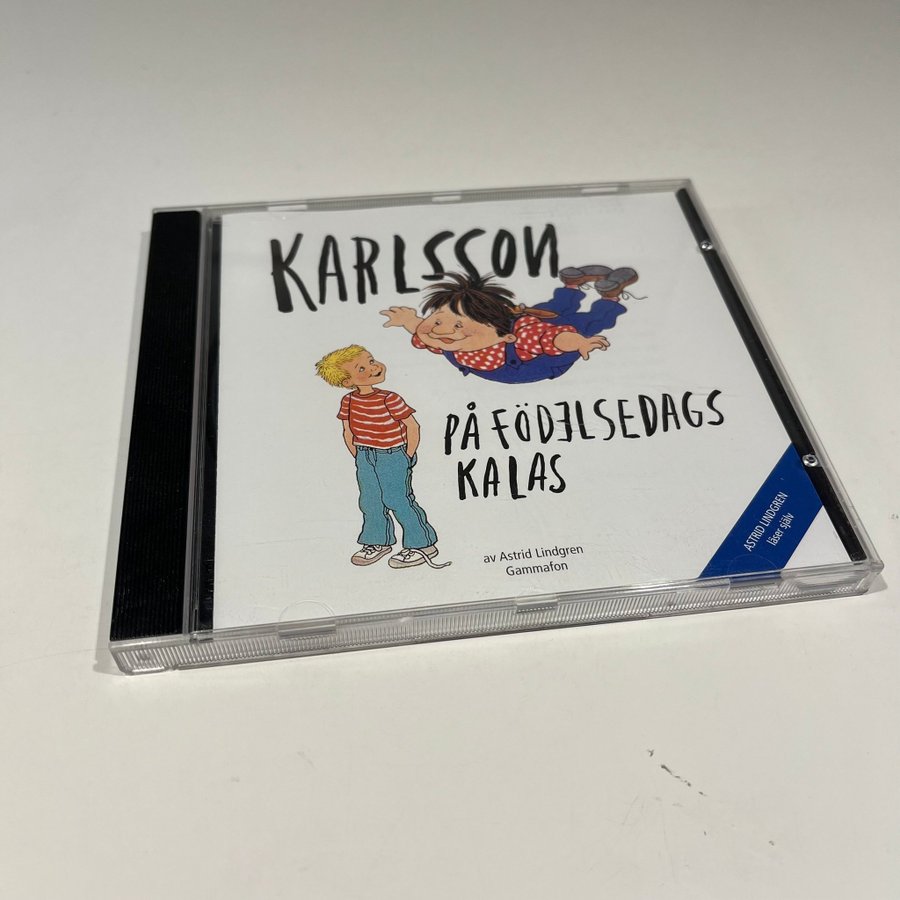 KARLSSON
PÅ FÖDELSEDAGS
KALAS
av Astrid Lindgren
Gammafon
ASTRID LINDGREN
läser själv